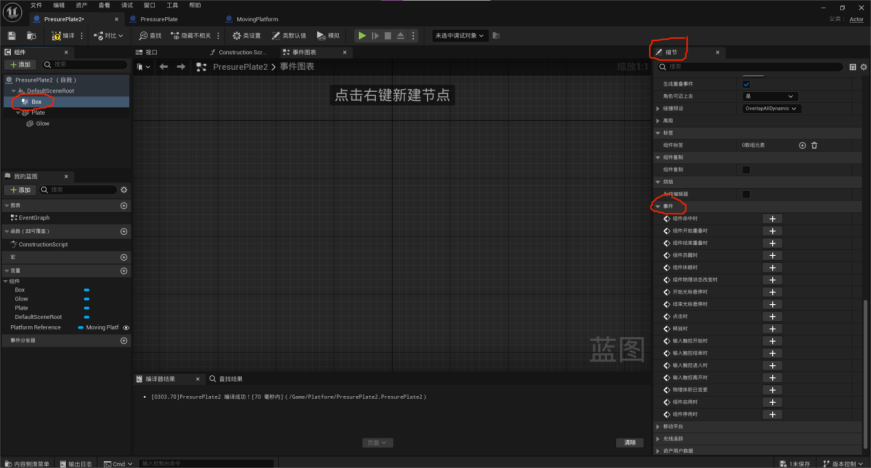 文件 编辑 资产 查看 调试 窗口 工具 帮助
PresurePlate2* PressurePlate MovingPlatform
父类： Actor
编译 对比 查找 隐藏不相关 类设置 类默认值 模拟 未选中调试对象
组件
添加 搜索
PresurePlate2（自我）
DefaultSceneRoot
Box
Plate
Glow
我的蓝图
添加 搜索
图表
EventGraph
函数（22可覆盖）
ConstructionScript
宏
变量
组件
Box
Glow
Plate
DefaultSceneRoot
Platform Reference Moving Platf
事件分发器
视口 Construction Scr... 事件图表
PresurePlate2 > 事件图表 缩放1:1
点击右键新建节点
蓝图
编译器结果 查找结果
[0303.70]PresurePlate2 编译成功！[70 毫秒内]（/Game/Platform/PresurePlate2.PresurePlate2）
页面 清除
细节
搜索
生成重叠事件
角色可迈上去 是
碰撞预设 OverlapAllDynamic
高级
标签
组件标签 0数组元素
组件复制
组件复制
烘焙
为仅编辑器
事件
组件命中时
组件开始重叠时
组件结束重叠时
组件苏醒时
组件休眠时
组件物理状态改变时
开始光标悬停时
结束光标悬停时
点击时
释放时
输入触控开始时
输入触控结束时
输入触控进入时
输入触控离开时
物理体积已变更
组件启用时
组件停用时
移动平台
光线追踪
资产用户数据
内容侧滑菜单 输出日志 Cmd 输入控制台命令 1未保存 版本控制